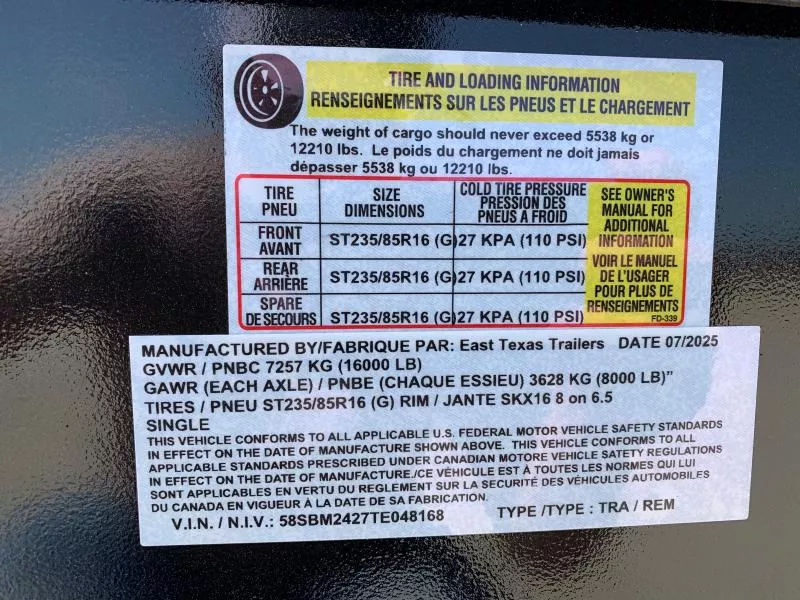 TIRE AND LOADING INFORMATION
RENSEIGNEMENTS SUR LES PNEUS ET LE CHARGEMENT
The weight of cargo should never exceed 5538 kg or
12210 lbs. Le poids du chargement ne doit jamais
dépasser 5538 kg ou 12210 lbs.
TIRE PNEU
SIZE DIMENSIONS
COLD TIRE PRESSURE PRESSION DES PNEUS A FROID
FRONT AVANT ST235/85R16 (G) 27 KPA (110 PSI)
REAR ARRIÈRE ST235/85R16 (G) 27 KPA (110 PSI)
SPARE DE SECOURS ST235/85R16 (G) 27 KPA (110 PSI)
SEE OWNER'S
MANUAL FOR
ADDITIONAL
INFORMATION
VOIR LE MANUEL
DE L'USAGER
POUR PLUS DE
RENSEIGNEMENTS
FD-339
MANUFACTURED BY/FABRIQUE PAR: East Texas Trailers DATE 07/2025
GVWR / PNBC 7257 KG (16000 LB)
GAWR (EACH AXLE) / PNBE (CHAQUE ESSIEU) 3628 KG (8000 LB)"
TIRES / PNEU ST235/85R16 (G) RIM / JANTE SKX16 8 on 6.5
SINGLE
THIS VEHICLE CONFORMS TO ALL APPLICABLE U.S. FEDERAL MOTOR VEHICLE SAFETY STANDARDS
IN EFFECT ON THE DATE OF MANUFACTURE SHOWN ABOVE. THIS VEHICLE CONFORMS TO ALL
APPLICABLE STANDARDS PRESCRIBED UNDER CANADIAN MOTORE VEHICLE SAFETY REGULATIONS
IN EFFECT ON THE DATE OF MANUFACTURE./CE VÉHICULE EST À TOUTES LES NORMES QUI LUI
SONT APPLICABLES EN VERTU DU REGLEMENT SUR LA SECURITÉ DES VÉHICULES AUTOMOBILES
DU CANADA EN VIGUEUR À LA DATE DE SA FABRICATION.
V.I.N. / N.I.V.: 58SBM2427TE048168 TYPE /TYPE : TRA / REM